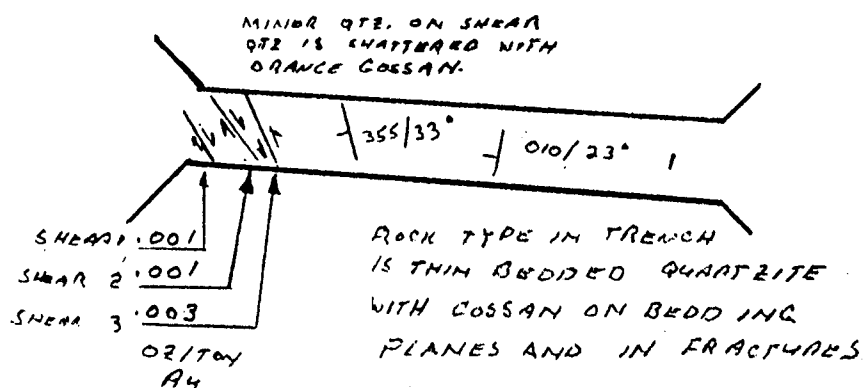 MINOR QTZ. ON SHEAR
QTZ IS SHATTERED WITH
ORANGE GOSSAN.
355/33°
010/23°
SHEAR 1 .001
SHEAR 2 .001
SHEAR 3 .003
OZ/TON
Au
ROCK TYPE IN TRENCH
IS THIN BEDDED QUARTZITE
WITH GOSSAN ON BEDDING
PLANES AND IN FRACTURES